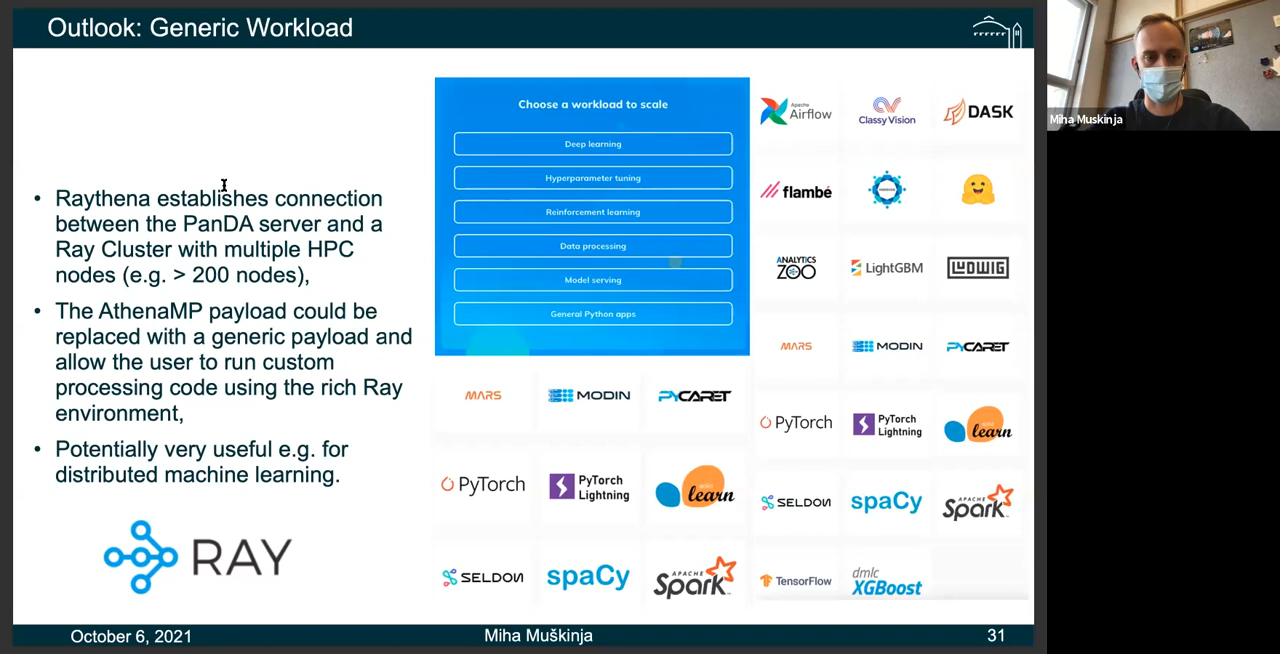 Outlook: Generic Workload
• Raythena establishes connection
between the PanDA server and a
Ray Cluster with multiple HPC
nodes (e.g. > 200 nodes),
• The AthenaMP payload could be
replaced with a generic payload and
allow the user to run custom
processing code using the rich Ray
environment,
• Potentially very useful e.g. for
distributed machine learning.
RAY
Choose a workload to scale
Deep learning
Hyperparameter tuning
Reinforcement learning
Data processing
Model serving
General Python apps
MARS MODIN PYCARET
PyTorch PyTorch Lightning learn
SELDON spaCy APACHE Spark
Apache Airflow Classy Vision DASK
flambé
ANALYTICS ZOO LightGBM LUDWIG
MARS MODIN PYCARET
PyTorch PyTorch Lightning learn
SELDON spaCy APACHE Spark
TensorFlow dmlc XGBoost
October 6, 2021 Miha Muškinja 31
Miha Muskinja